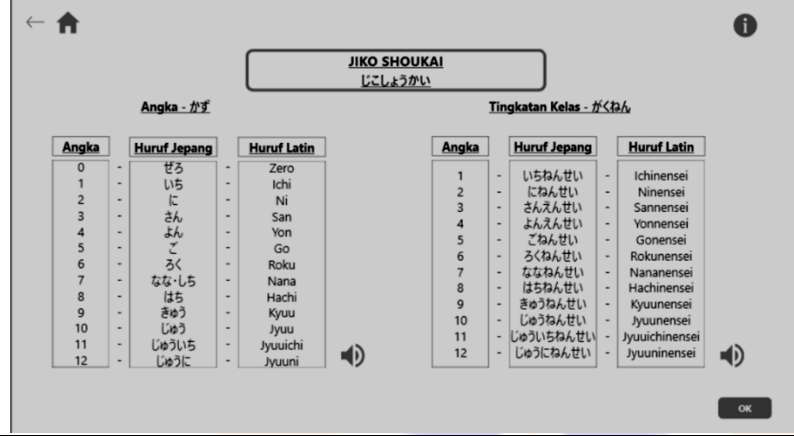 JIKO SHOUKAI
じこしょうかい
Angka - かず
Angka Huruf Jepang Huruf Latin
0 - ぜろ - Zero
1 - いち - Ichi
2 - に - Ni
3 - さん - San
4 - よん - Yon
5 - ご - Go
6 - ろく - Roku
7 - なな・しち - Nana
8 - はち - Hachi
9 - きゅう - Kyuu
10 - じゅう - Jyuu
11 - じゅういち - Jyuuichi
12 - じゅうに - Jyuuni
Tingkatan Kelas - がくねん
Angka Huruf Jepang Huruf Latin
1 - いちねんせい - Ichinensei
2 - にねんせい - Ninensei
3 - さんえんせい - Sannensei
4 - よんえんせい - Yonnensei
5 - ごねんせい - Gonensei
6 - ろくねんせい - Rokunensei
7 - ななねんせい - Nananensei
8 - はちねんせい - Hachinensei
9 - きゅうねんせい - Kyuunensei
10 - じゅうねんせい - Jyuunensei
11 - じゅういちねんせい - Jyuuichinensei
12 - じゅうにねんせい - Jyuuninensei
OK